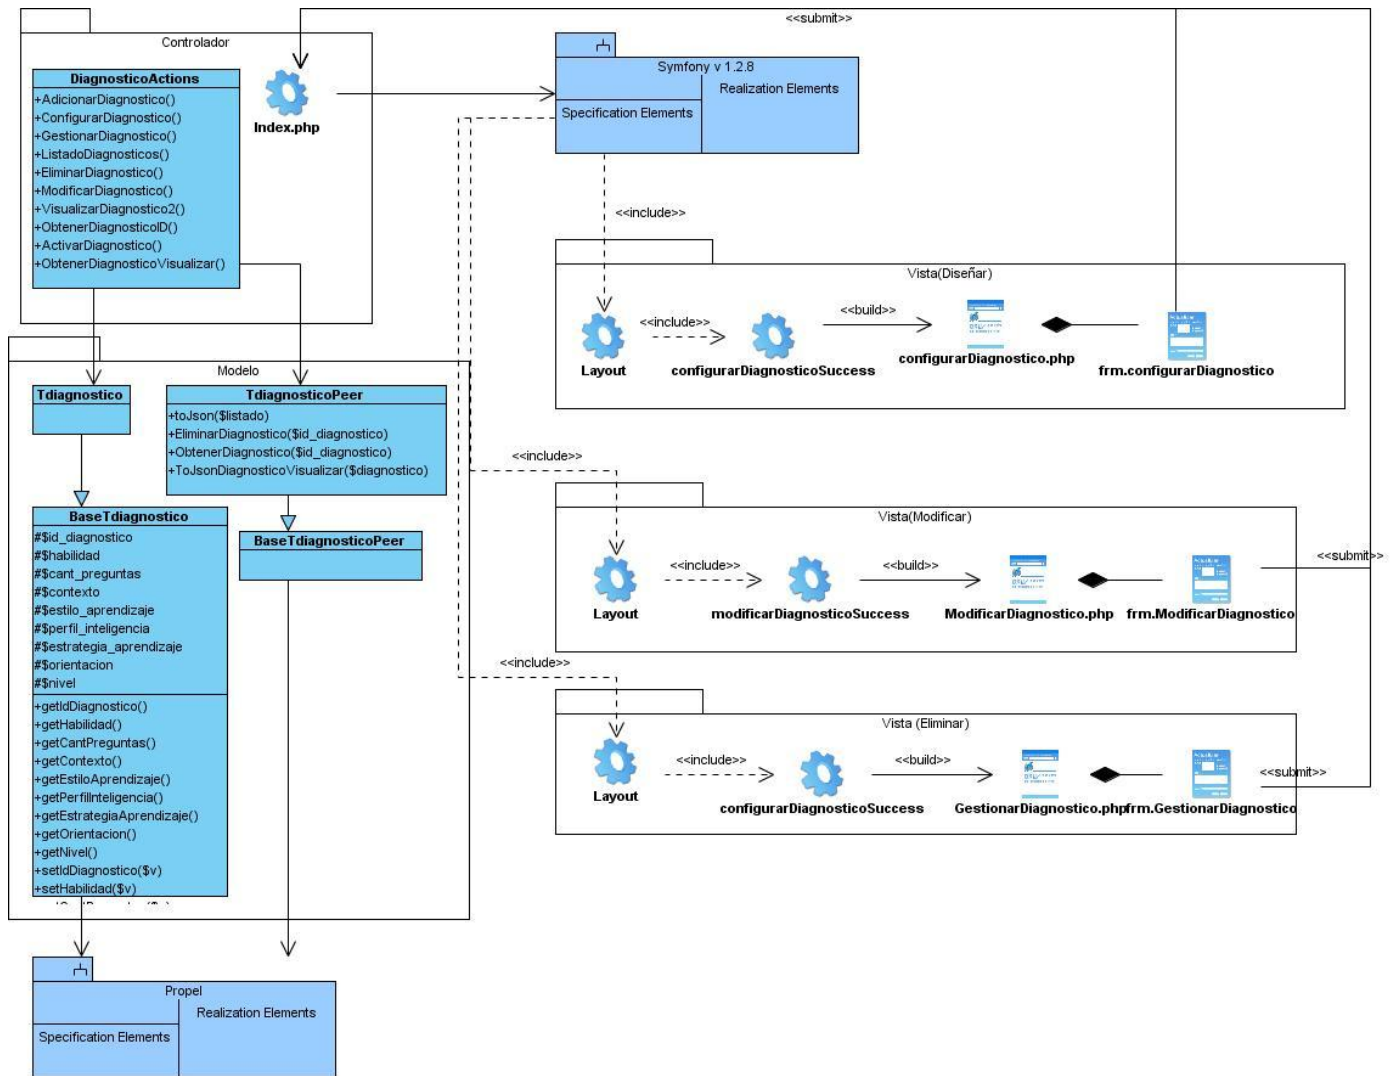 <<submit>>
Controlador
DiagnosticoActions
+AdicionarDiagnostico()
+ConfigurarDiagnostico()
+GestionarDiagnostico()
+ListadoDiagnosticos()
+EliminarDiagnostico()
+ModificarDiagnostico()
+VisualizarDiagnostico2()
+ObtenerDiagnosticoID()
+ActivarDiagnostico()
+ObtenerDiagnosticoVisualizar()
Index.php
Symfony v 1.2.8
Specification Elements
Realization Elements
<<include>>
Vista(Diseñar)
Layout
<<include>>
configurarDiagnosticoSuccess
<<build>>
configurarDiagnostico.php
frm.configurarDiagnostico
Modelo
Tdiagnostico
TdiagnosticoPeer
+toJson($listado)
+EliminarDiagnostico($id_diagnostico)
+ObtenerDiagnostico($id_diagnostico)
+ToJsonDiagnosticoVisualizar($diagnostico)
BaseTdiagnostico
#$id_diagnostico
#$habilidad
#$cant_preguntas
#$contexto
#$estilo_aprendizaje
#$perfil_inteligencia
#$estrategia_aprendizaje
#$orientacion
#$nivel
+getIdDiagnostico()
+getHabilidad()
+getCantPreguntas()
+getContexto()
+getEstiloAprendizaje()
+getPerfilInteligencia()
+getEstrategiaAprendizaje()
+getOrientacion()
+getNivel()
+setIdDiagnostico($v)
+setHabilidad($v)
BaseTdiagnosticoPeer
<<include>>
Vista(Modificar)
Layout
<<include>>
modificarDiagnosticoSuccess
<<build>>
ModificarDiagnostico.php
frm.ModificarDiagnostico
<<submit>>
<<include>>
Vista (Eliminar)
Layout
<<include>>
configurarDiagnosticoSuccess
<<build>>
GestionarDiagnostico.php
frm.GestionarDiagnostico
<<submit>>
Propel
Specification Elements
Realization Elements